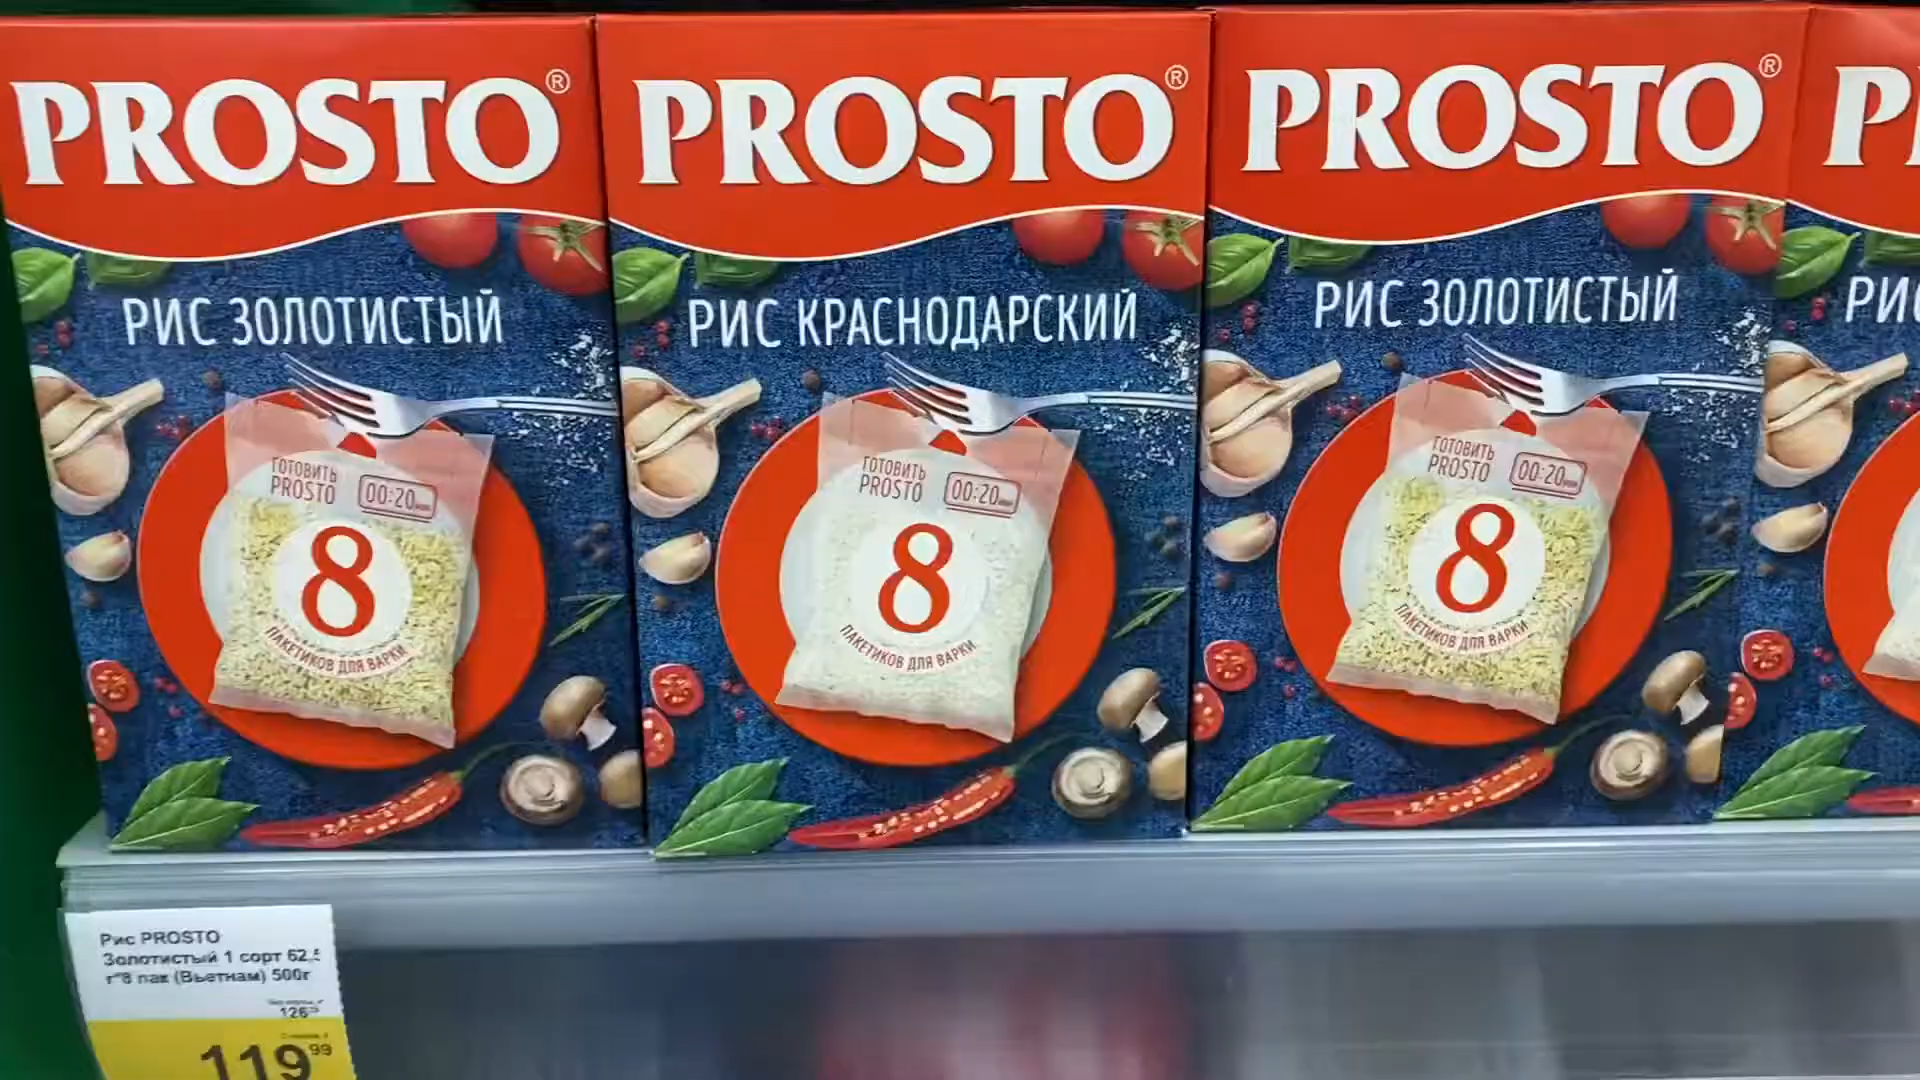 PROSTO®
РИС ЗОЛОТИСТЫЙ
ГОТОВИТЬ
PROSTO
00:20
8
ПАКЕТИКОВ ДЛЯ ВАРКИ
PROSTO®
РИС КРАСНОДАРСКИЙ
ГОТОВИТЬ
PROSTO
00:20
8
ПАКЕТИКОВ ДЛЯ ВАРКИ
PROSTO®
РИС ЗОЛОТИСТЫЙ
ГОТОВИТЬ
PROSTO
00:20
8
ПАКЕТИКОВ ДЛЯ ВАРКИ
Рис PROSTO
Золотистый 1 сорт 62,5
г*8 пак (Вьетнам) 500г
119 99